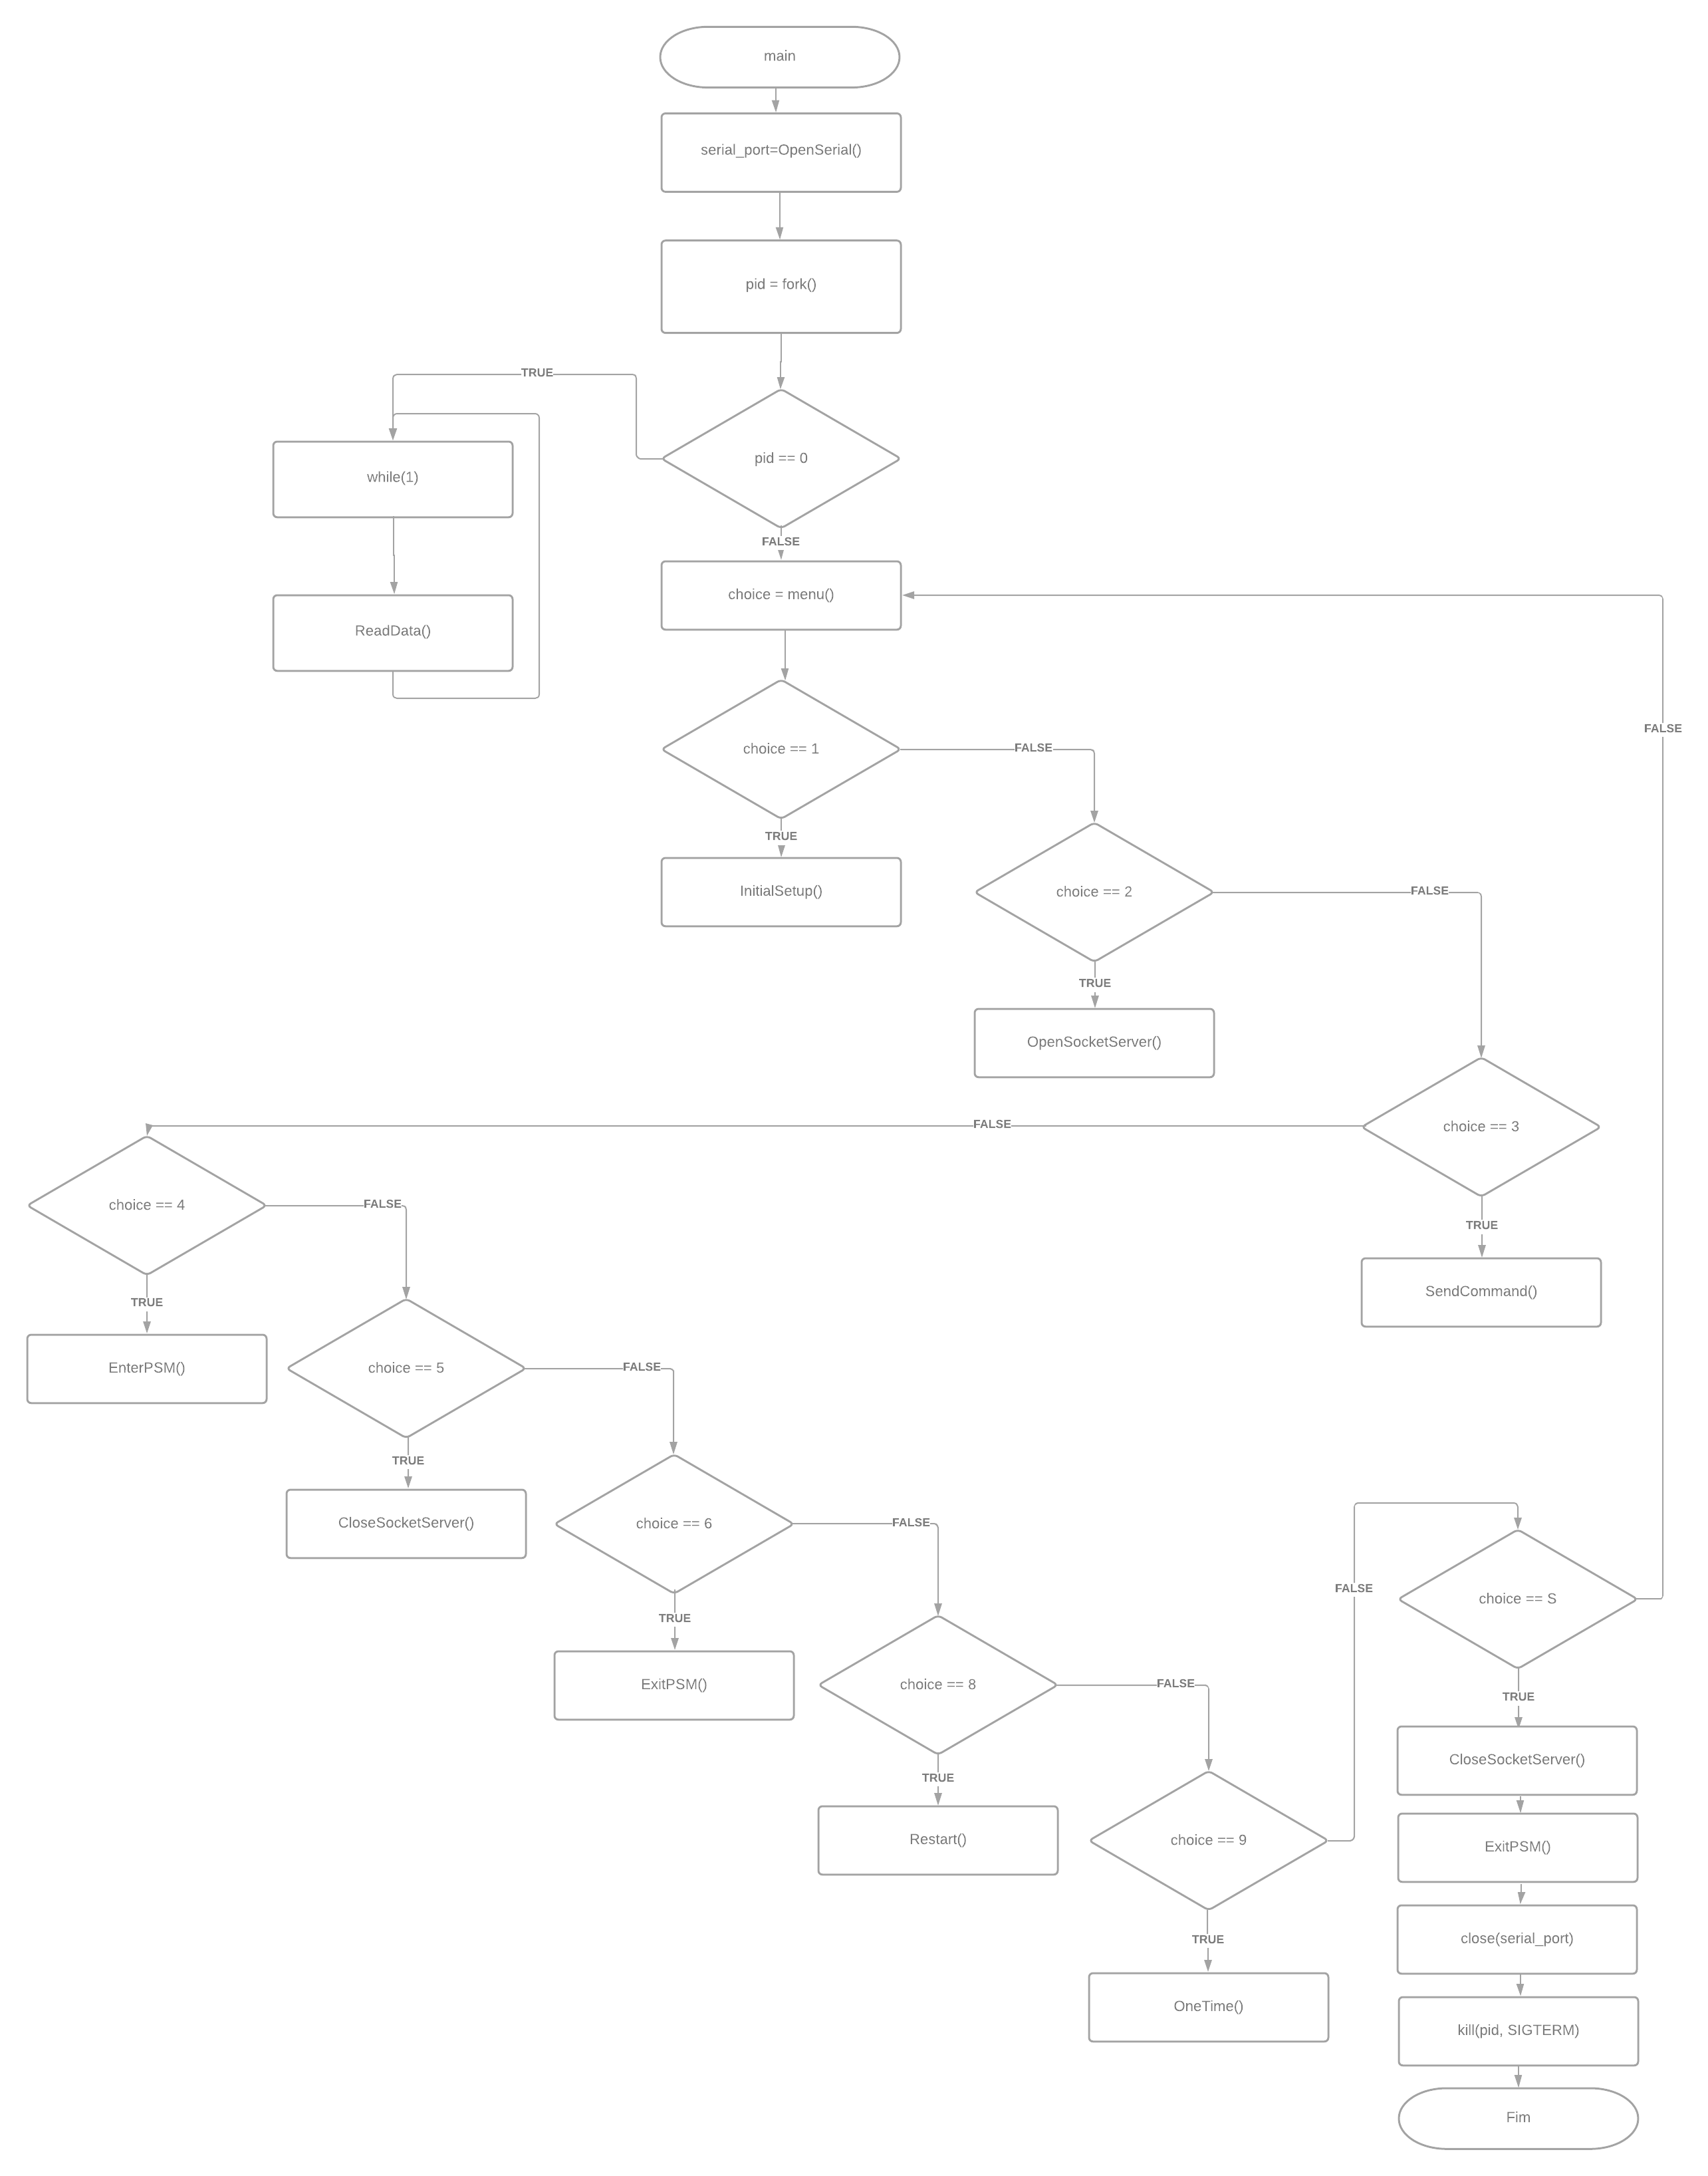 main
serial_port=OpenSerial()
pid = fork()
TRUE
pid == 0
while(1)
FALSE
choice = menu()
ReadData()
FALSE
choice == 1
FALSE
TRUE
InitialSetup()
choice == 2
FALSE
TRUE
OpenSocketServer()
FALSE
choice == 3
choice == 4
FALSE
TRUE
SendCommand()
TRUE
EnterPSM()
choice == 5
FALSE
TRUE
CloseSocketServer()
choice == 6
FALSE
FALSE
choice == S
TRUE
ExitPSM()
choice == 8
FALSE
TRUE
CloseSocketServer()
TRUE
Restart()
choice == 9
ExitPSM()
TRUE
close(serial_port)
OneTime()
kill(pid, SIGTERM)
Fim